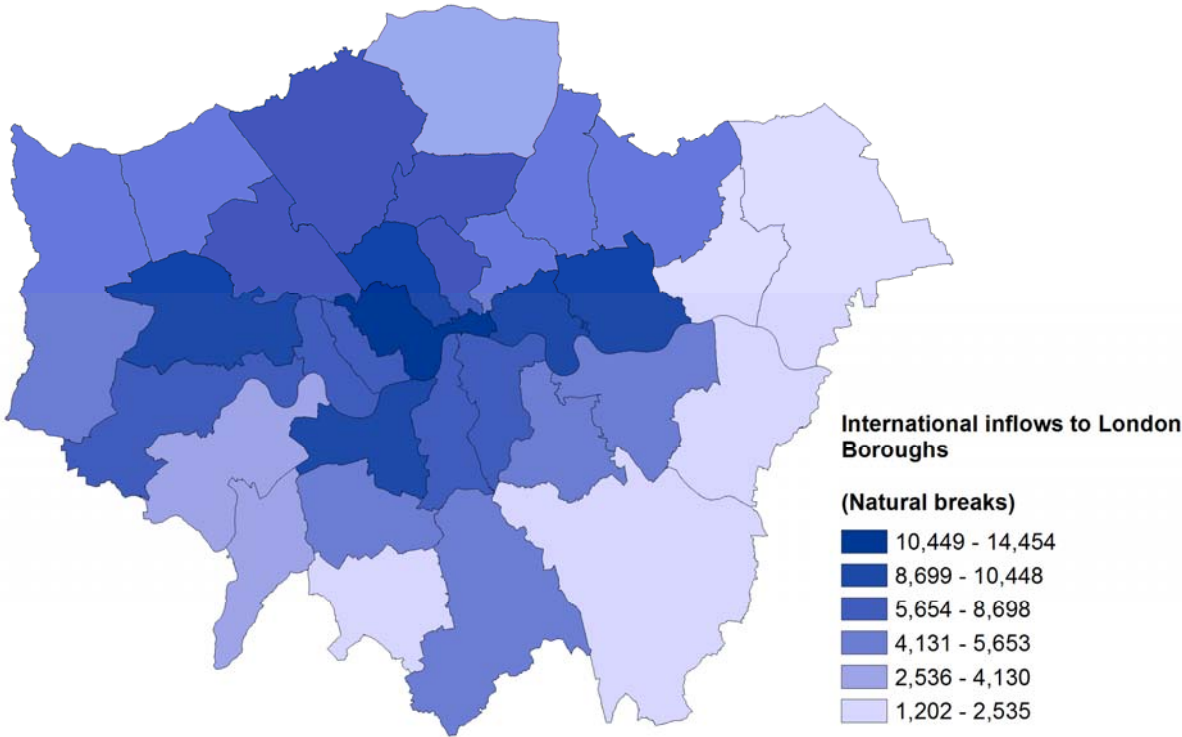 International inflows to London
Boroughs
(Natural breaks)
10,449 - 14,454
8,699 - 10,448
5,654 - 8,698
4,131 - 5,653
2,536 - 4,130
1,202 - 2,535